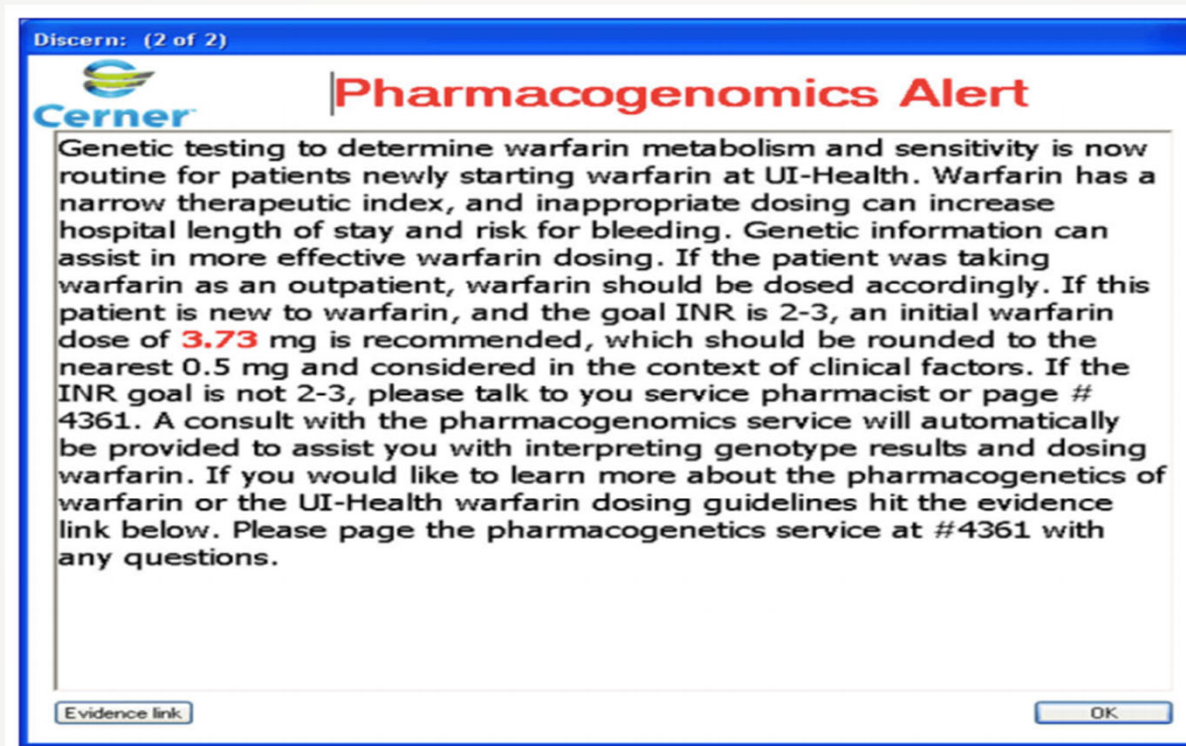 Discern: (2 of 2)
Cerner
Pharmacogenomics Alert
Genetic testing to determine warfarin metabolism and sensitivity is now
routine for patients newly starting warfarin at UI-Health. Warfarin has a
narrow therapeutic index, and inappropriate dosing can increase
hospital length of stay and risk for bleeding. Genetic information can
assist in more effective warfarin dosing. If the patient was taking
warfarin as an outpatient, warfarin should be dosed accordingly. If this
patient is new to warfarin, and the goal INR is 2-3, an initial warfarin
dose of 3.73 mg is recommended, which should be rounded to the
nearest 0.5 mg and considered in the context of clinical factors. If the
INR goal is not 2-3, please talk to you service pharmacist or page #
4361. A consult with the pharmacogenomics service will automatically
be provided to assist you with interpreting genotype results and dosing
warfarin. If you would like to learn more about the pharmacogenetics of
warfarin or the UI-Health warfarin dosing guidelines hit the evidence
link below. Please page the pharmacogenetics service at #4361 with
any questions.
Evidence link
OK